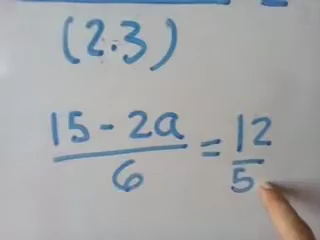 (2.3)
15-2a/6 = 12/5